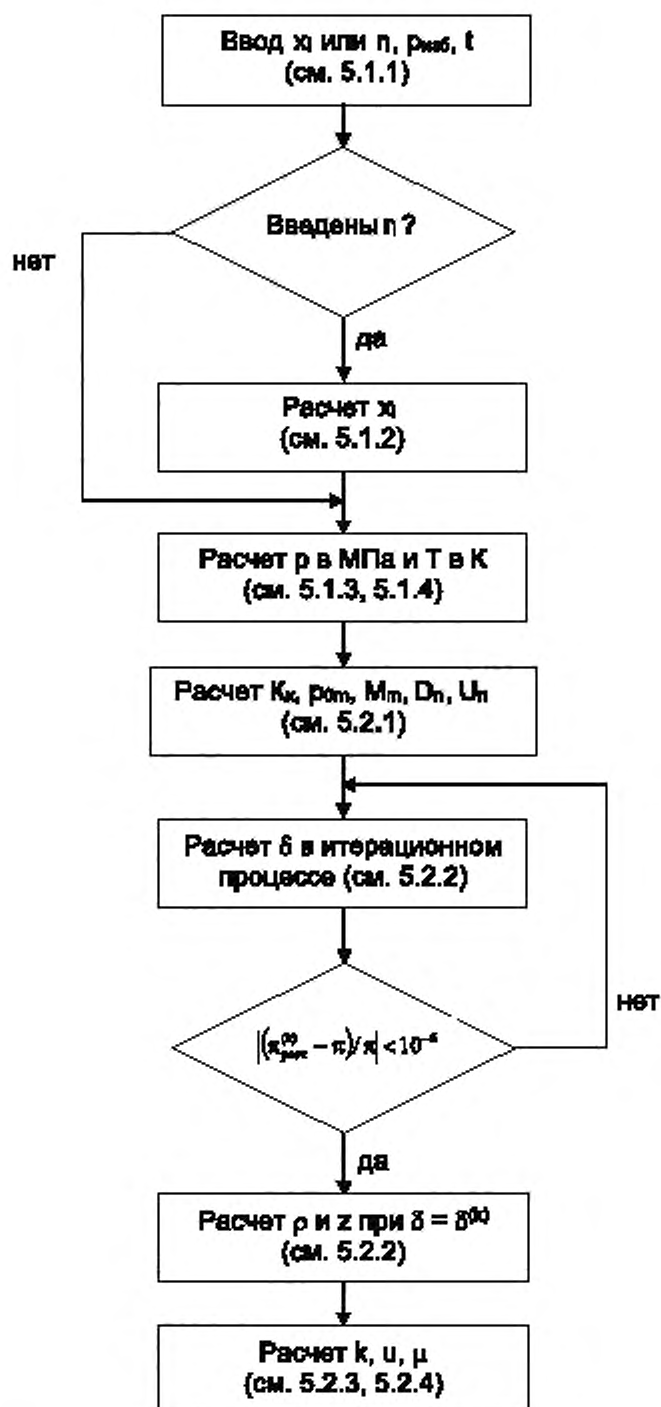 Ввод xᵢ или rᵢ, pизб, t
(см. 5.1.1)
Введены rᵢ ?
нет
да
Расчет xᵢ
(см. 5.1.2)
Расчет p в МПа и T в К
(см. 5.1.3, 5.1.4)
Расчет Kₖ, p₀ₘ, Mₘ, Dₙ, Uₙ
(см. 5.2.1)
Расчет δ в итерационном
процессе (см. 5.2.2)
нет
да
Расчет ρ и z при δ = δ⁽ᵏ⁾
(см. 5.2.2)
Расчет k, u, μ
(см. 5.2.3, 5.2.4)